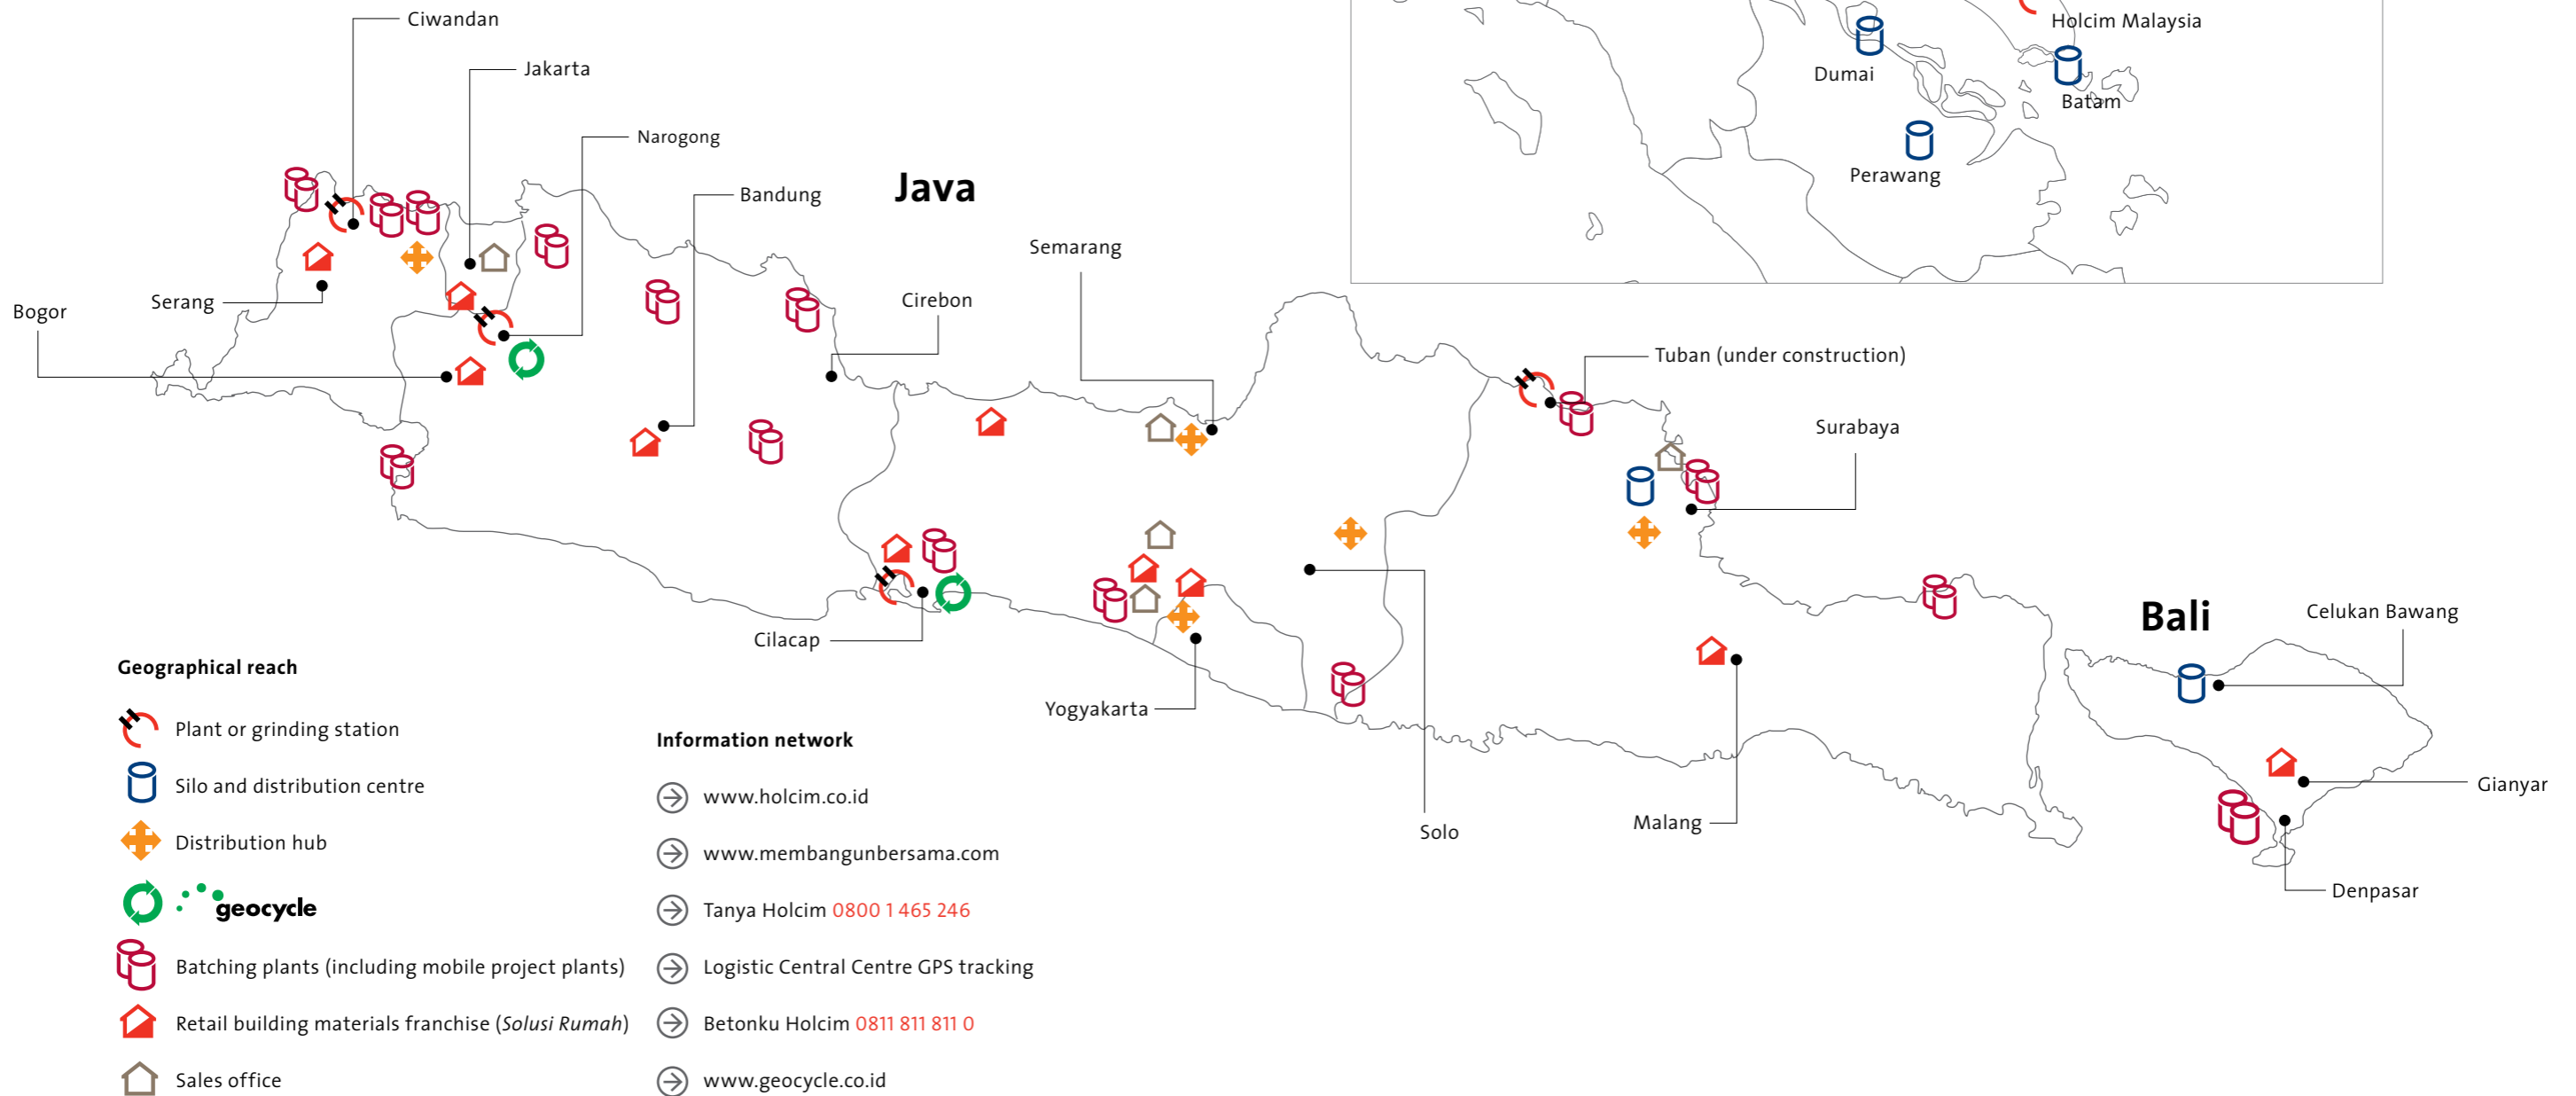 Ciwandan
Jakarta
Narogong
Bandung
Java
Semarang
Cirebon
Serang
Bogor
Holcim Malaysia
Dumai
Batam
Perawang
Tuban (under construction)
Surabaya
Cilacap
Yogyakarta
Solo
Malang
Bali
Celukan Bawang
Gianyar
Denpasar
Geographical reach
Plant or grinding station
Silo and distribution centre
Distribution hub
geocycle
Batching plants (including mobile project plants)
Retail building materials franchise (Solusi Rumah)
Sales office
Information network
www.holcim.co.id
www.membangunbersama.com
Tanya Holcim 0800 1 465 246
Logistic Central Centre GPS tracking
Betonku Holcim 0811 811 811 0
www.geocycle.co.id